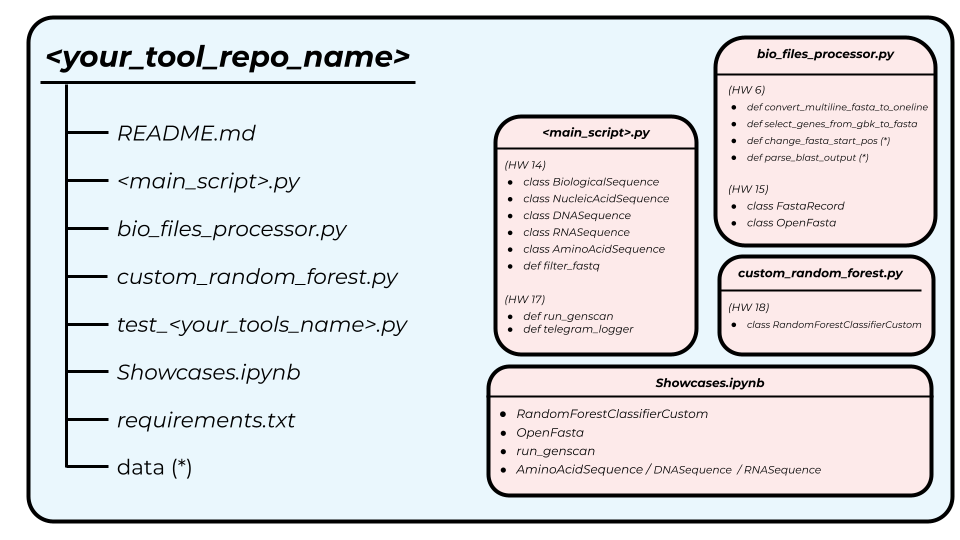 <your_tool_repo_name>
README.md
<main_script>.py
bio_files_processor.py
custom_random_forest.py
test_<your_tools_name>.py
Showcases.ipynb
requirements.txt
data (*)
<main_script>.py
(HW 14)
● class BiologicalSequence
● class NucleicAcidSequence
● class DNASequence
● class RNASequence
● class AminoAcidSequence
● def filter_fastq
(HW 17)
● def run_genscan
● def telegram_logger
bio_files_processor.py
(HW 6)
● def convert_multiline_fasta_to_oneline
● def select_genes_from_gbk_to_fasta
● def change_fasta_start_pos (*)
● def parse_blast_output (*)
(HW 15)
● class FastaRecord
● class OpenFasta
custom_random_forest.py
(HW 18)
● class RandomForestClassifierCustom
Showcases.ipynb
● RandomForestClassifierCustom
● OpenFasta
● run_genscan
● AminoAcidSequence / DNASequence / RNASequence